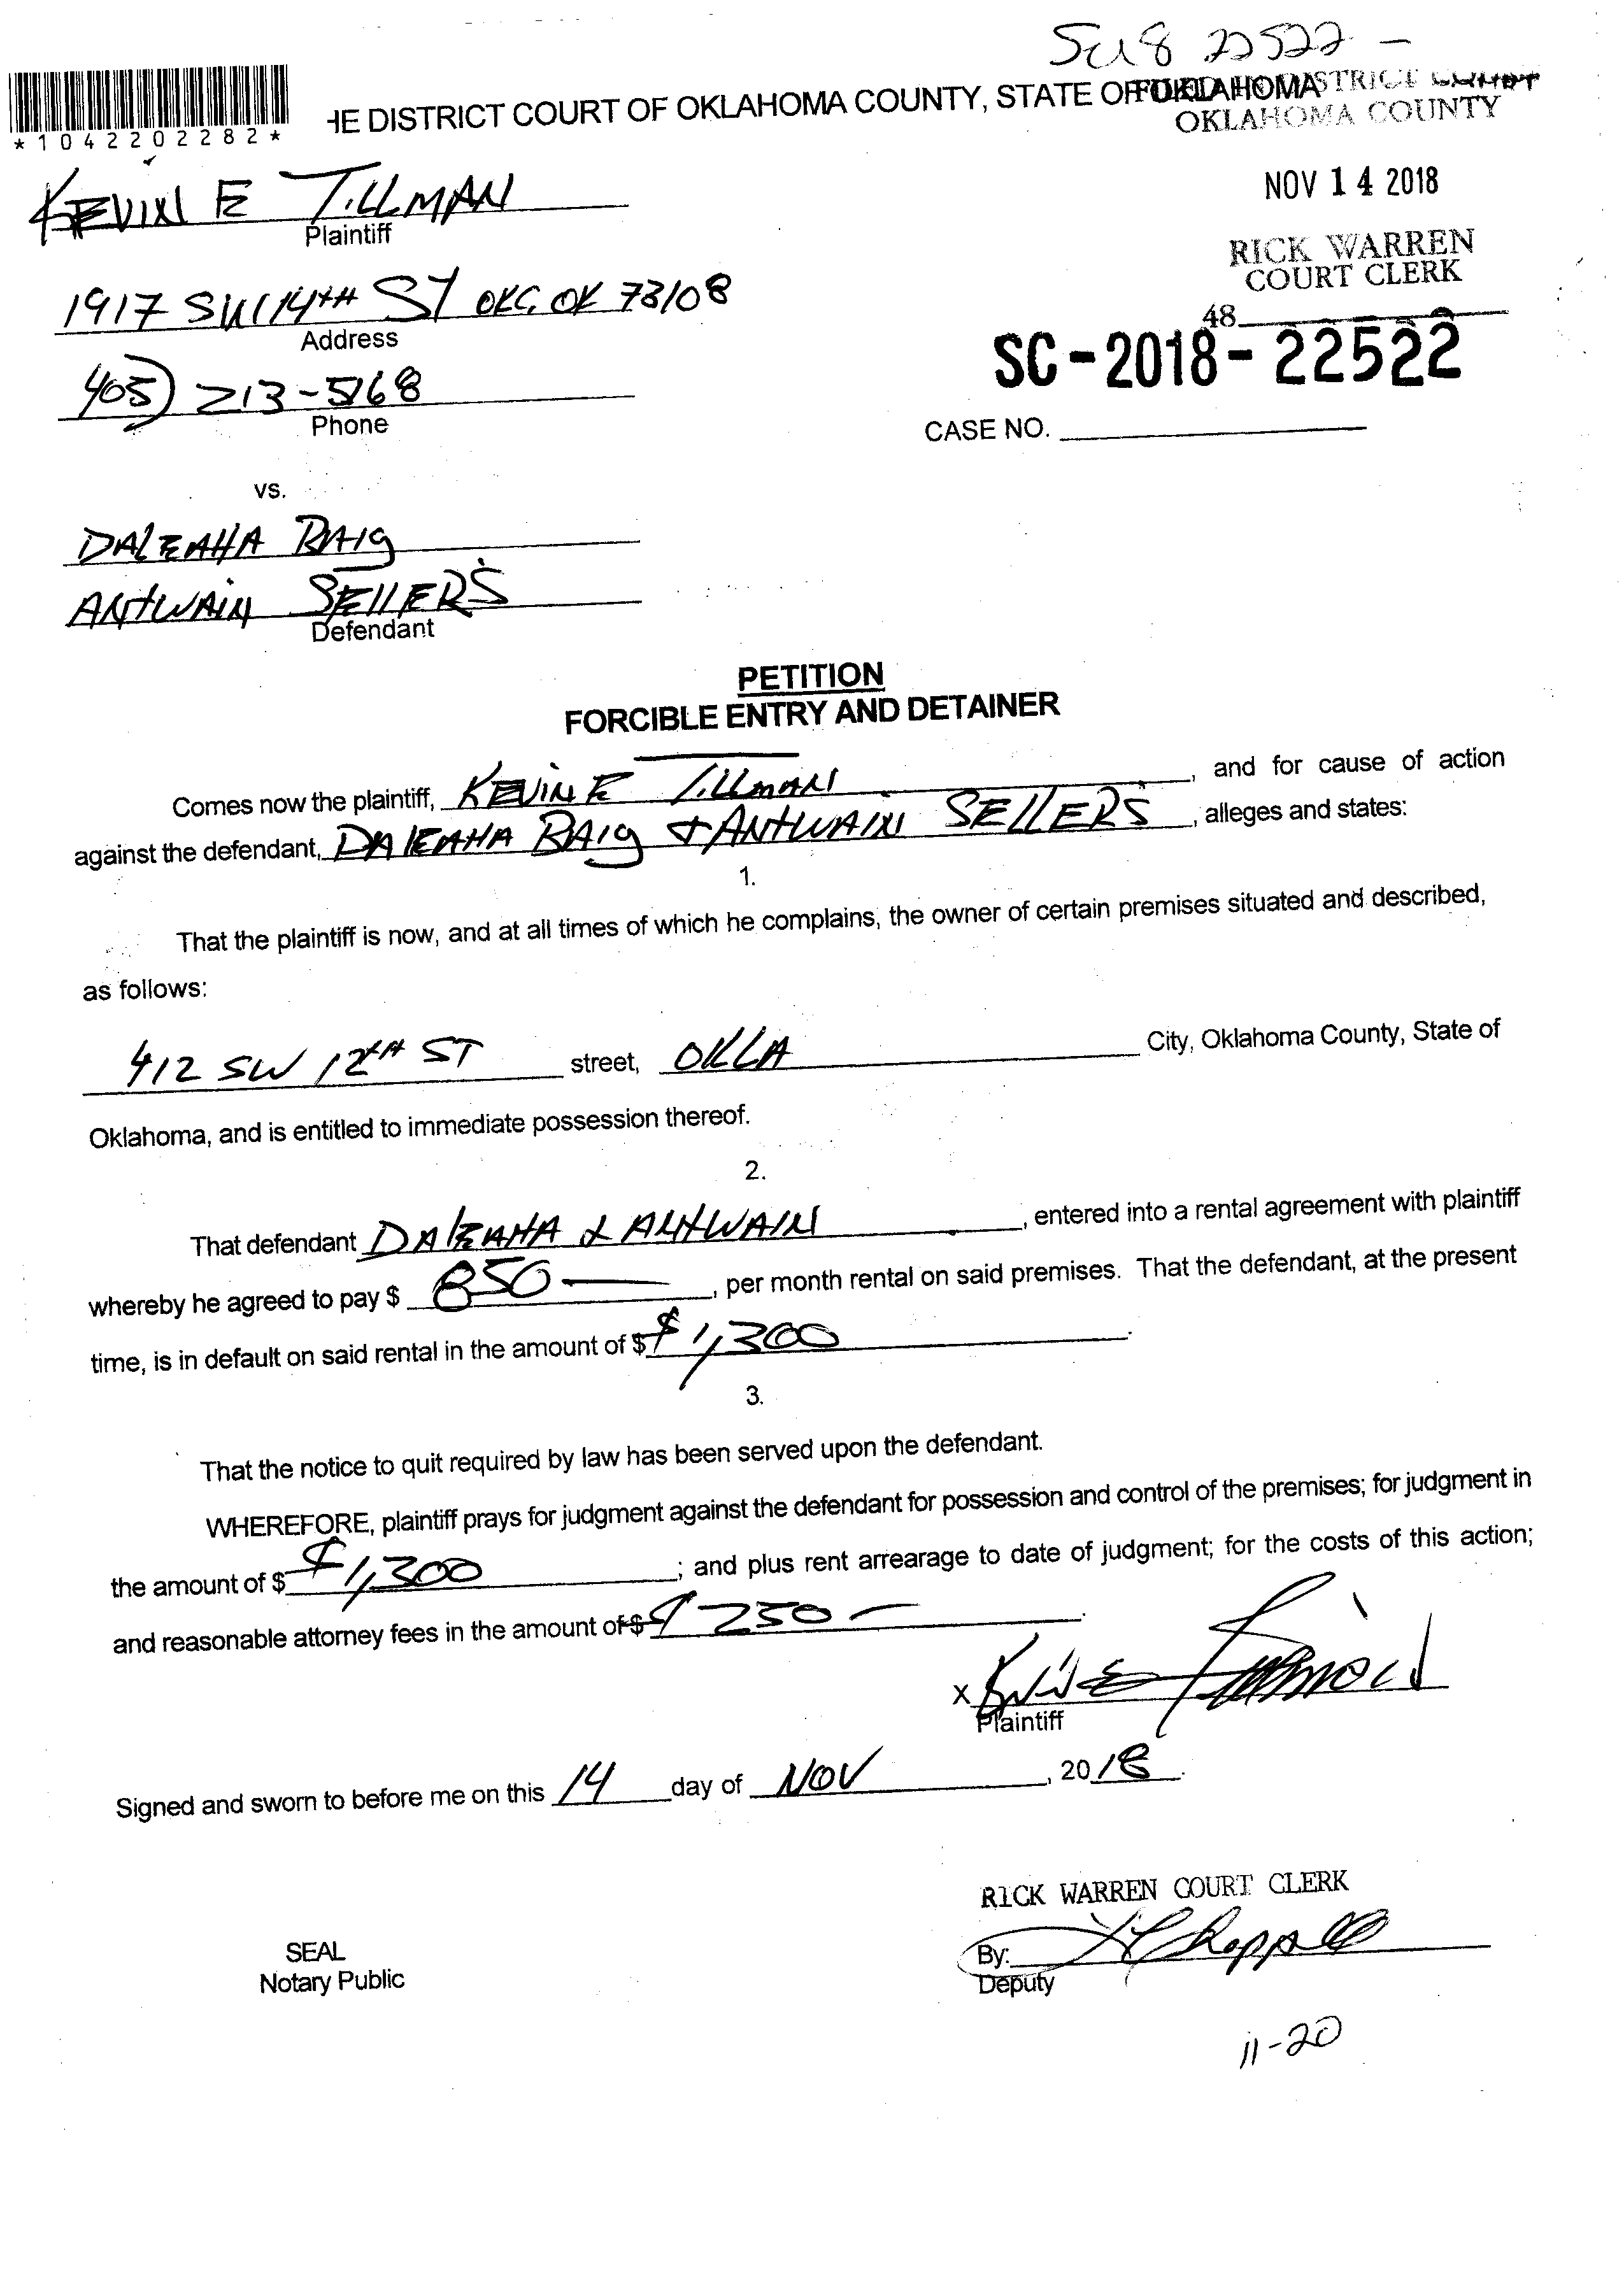 SC18 22522 -
HE DISTRICT COURT OF OKLAHOMA COUNTY, STATE OF OKLAHOMA
FILED IN DISTRICT COURT
OKLAHOMA COUNTY
*1042202282*
NOV 14 2018
KEVIN E TILLMAN
Plaintiff
RICK WARREN
COURT CLERK
1917 SW 14TH ST OKC, OK 73108
Address
48
SC-2018-22522
405) 213-5168
Phone
CASE NO.
vs.
DALEAHA BAIG
ANTWAIN SELLERS
Defendant
PETITION
FORCIBLE ENTRY AND DETAINER
Comes now the plaintiff, KEVIN E TILLMAN, and for cause of action
against the defendant, DALEAHA BAIG & ANTWAIN SELLERS, alleges and states:
1.
That the plaintiff is now, and at all times of which he complains, the owner of certain premises situated and described,
as follows:
412 SW 12TH ST street, OKLA City, Oklahoma County, State of
Oklahoma, and is entitled to immediate possession thereof.
2.
That defendant DALEAHA & ANTWAIN, entered into a rental agreement with plaintiff
whereby he agreed to pay $ 850—, per month rental on said premises. That the defendant, at the present
time, is in default on said rental in the amount of $ $1,300.
3.
That the notice to quit required by law has been served upon the defendant.
WHEREFORE, plaintiff prays for judgment against the defendant for possession and control of the premises; for judgment in
the amount of $ $1,300; and plus rent arrearage to date of judgment; for the costs of this action;
and reasonable attorney fees in the amount of $ $250—.
x
Plaintiff
Signed and sworn to before me on this 14 day of NOV, 2018.
RICK WARREN COURT CLERK
SEAL
Notary Public
By:
Deputy
11-20